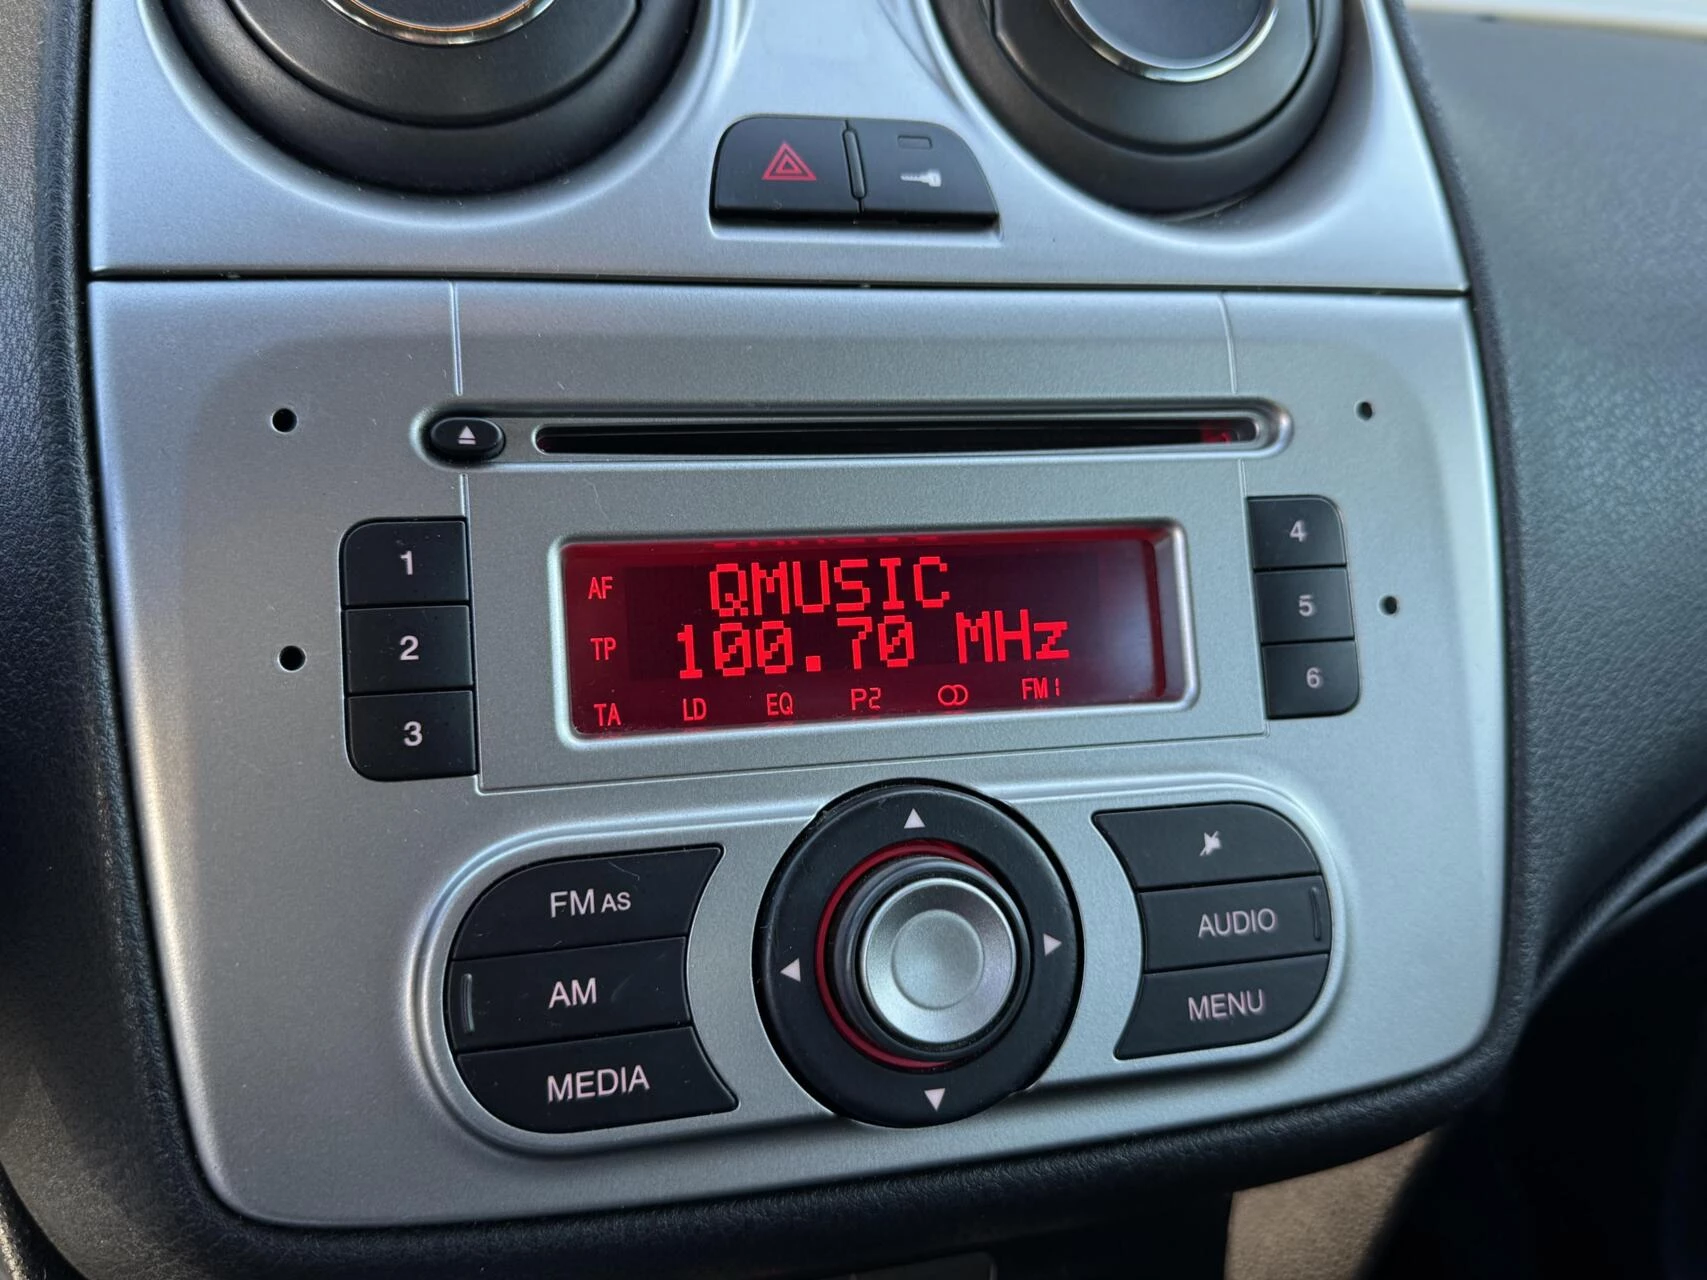 1
2
3
4
5
6
AF
QMUSIC
TP
100.70 MHz
TA LD EQ P2 FM1
FM AS
AM
MEDIA
AUDIO
MENU